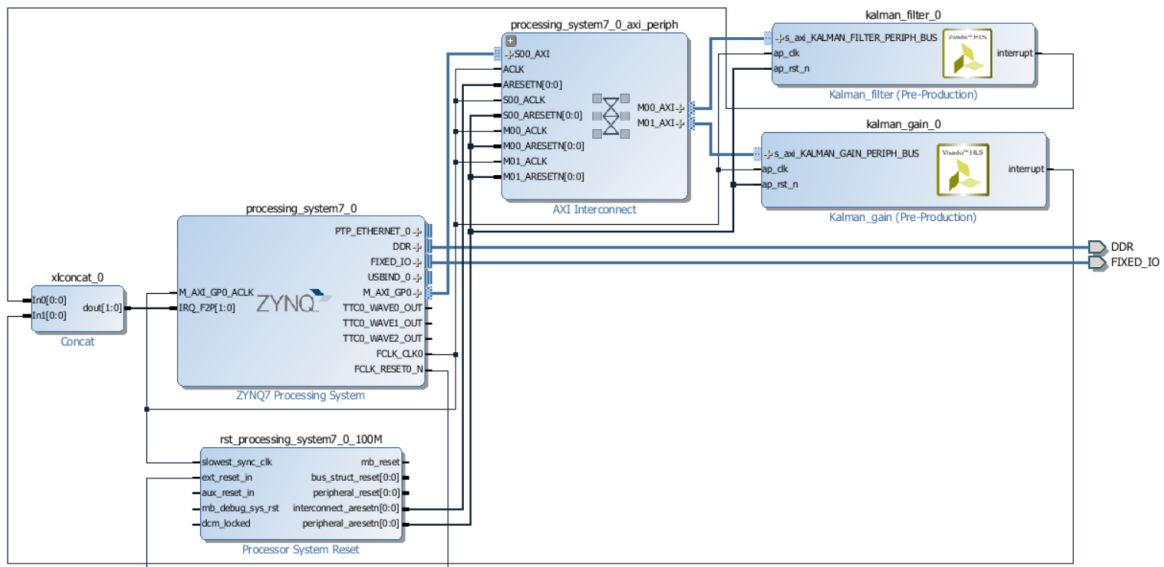 processing_system7_0_axi_periph
S00_AXI
ACLK
ARESETN[0:0]
S00_ACLK
S00_ARESETN[0:0]
M00_ACLK
M00_ARESETN[0:0]
M01_ACLK
M01_ARESETN[0:0]
M00_AXI
M01_AXI
AXI Interconnect
kalman_filter_0
s_axi_KALMAN_FILTER_PERIPH_BUS
ap_clk
ap_rst_n
Vivado™ HLS
interrupt
Kalman_filter (Pre-Production)
kalman_gain_0
s_axi_KALMAN_GAIN_PERIPH_BUS
ap_clk
ap_rst_n
Vivado™ HLS
interrupt
Kalman_gain (Pre-Production)
processing_system7_0
PTP_ETHERNET_0
DDR
FIXED_IO
USBIND_0
M_AXI_GP0
TTC0_WAVE0_OUT
TTC0_WAVE1_OUT
TTC0_WAVE2_OUT
FCLK_CLK0
FCLK_RESET0_N
M_AXI_GP0_ACLK
IRQ_F2P[1:0]
ZYNQ
ZYNQ7 Processing System
DDR
FIXED_IO
xlconcat_0
In0[0:0]
In1[0:0]
dout[1:0]
Concat
rst_processing_system7_0_100M
slowest_sync_clk
ext_reset_in
aux_reset_in
mb_debug_sys_rst
dcm_locked
mb_reset
bus_struct_reset[0:0]
peripheral_reset[0:0]
interconnect_aresetn[0:0]
peripheral_aresetn[0:0]
Processor System Reset